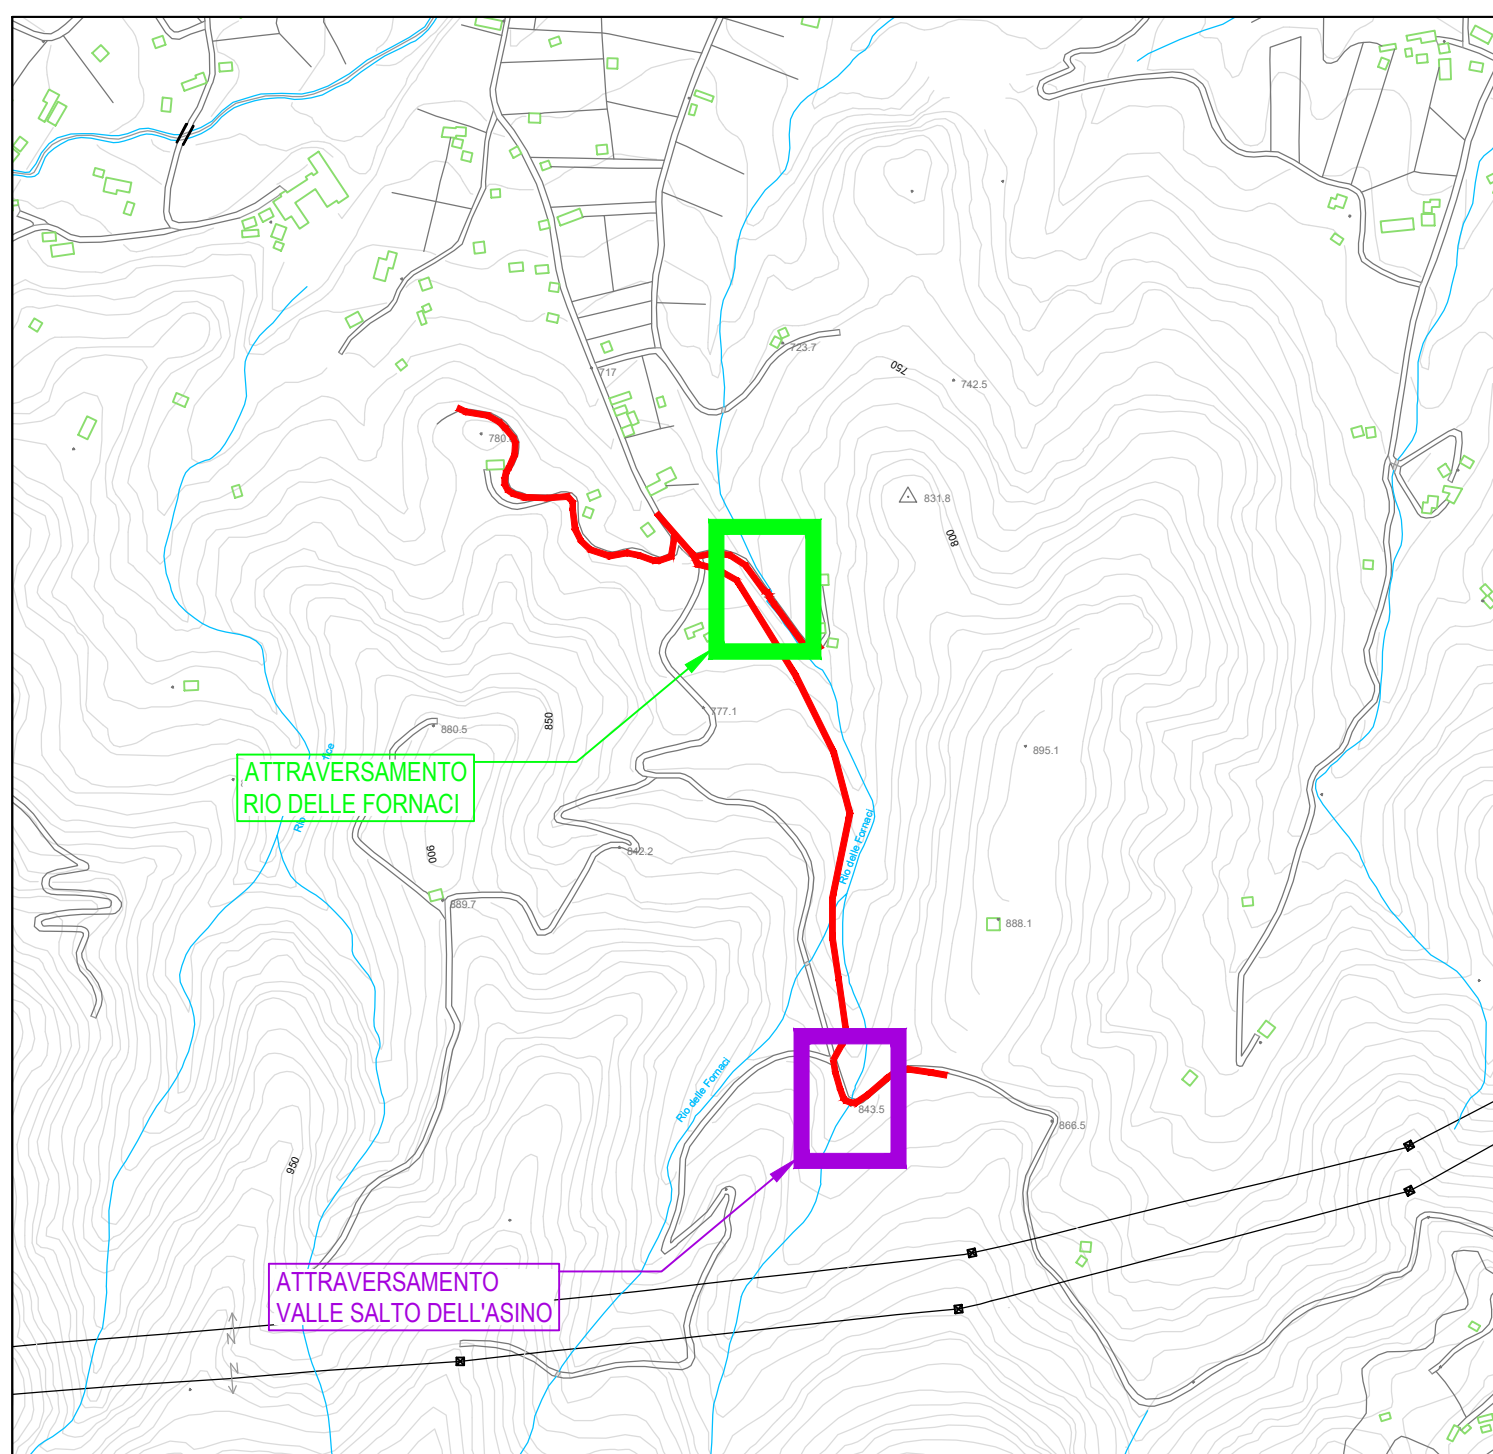 723.7
717
750
742.5
780.
831.8
800
777.1
850
880.5
895.1
ATTRAVERSAMENTO
RIO DELLE FORNACI
Rio
ice
842.2
900
Rio delle Fornaci
889.7
888.1
Rio delle Fornaci
843.5
866.5
950
ATTRAVERSAMENTO
VALLE SALTO DELL'ASINO
N
N